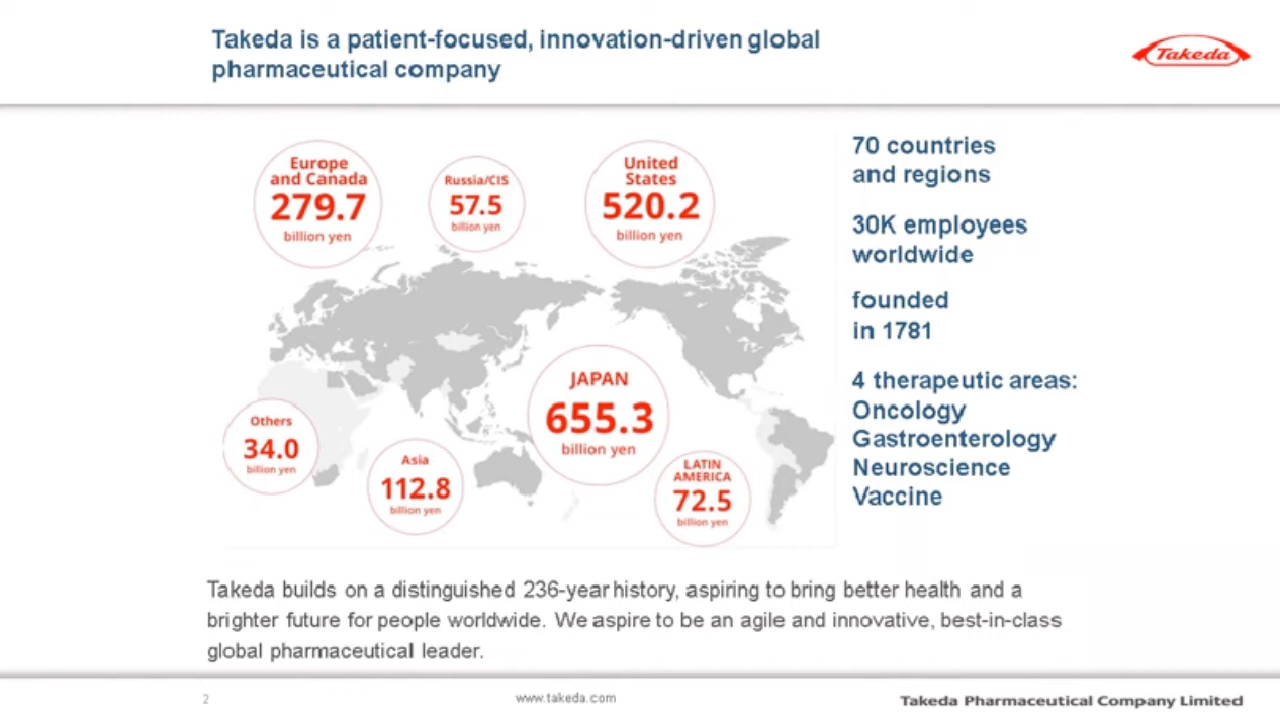 Takeda is a patient-focused, innovation-driven global
pharmaceutical company
Takeda
Europe
and Canada
279.7
billion yen
Russia/CIS
57.5
billion yen
United
States
520.2
billion yen
JAPAN
655.3
billion yen
Others
34.0
billion yen
Asia
112.8
billion yen
LATIN
AMERICA
72.5
billion yen
70 countries
and regions
30K employees
worldwide
founded
in 1781
4 therapeutic areas:
Oncology
Gastroenterology
Neuroscience
Vaccine
Takeda builds on a distinguished 236-year history, aspiring to bring better health and a
brighter future for people worldwide. We aspire to be an agile and innovative, best-in-class
global pharmaceutical leader.
2
www.takeda.com
Takeda Pharmaceutical Company Limited